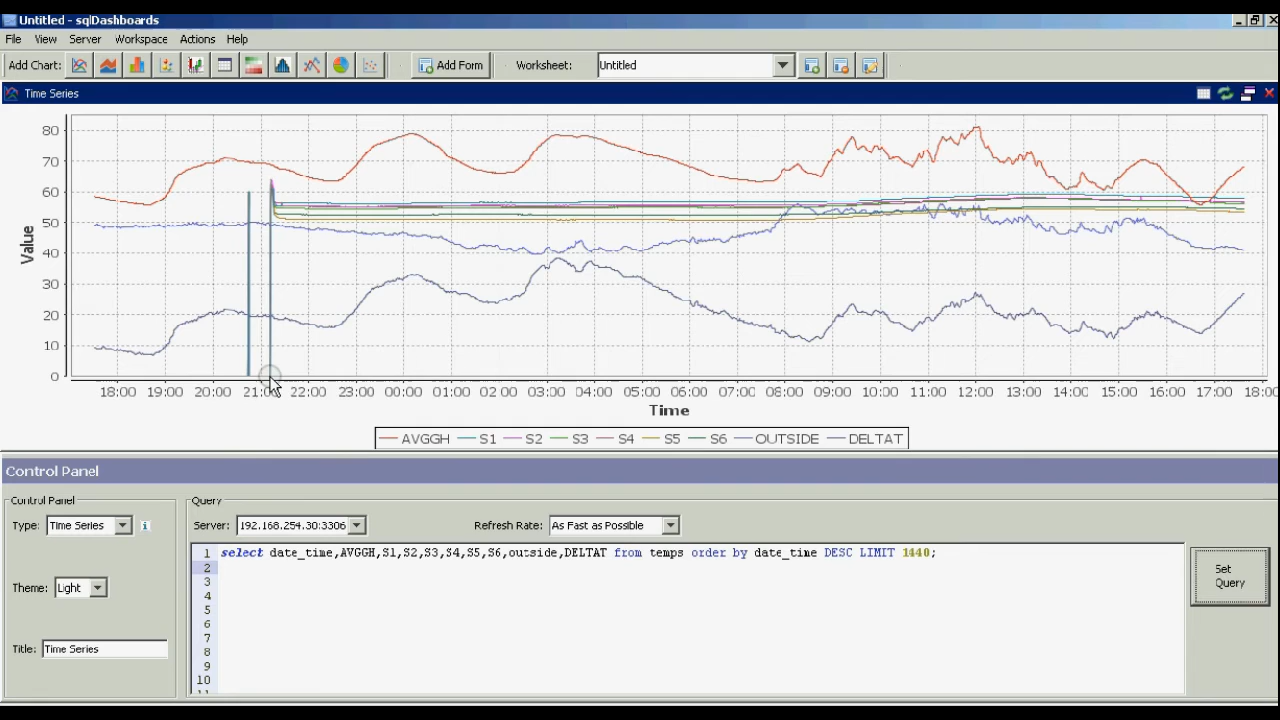 Untitled - sqlDashboards
File View Server Workspace Actions Help
Add Chart: Add Form Worksheet: Untitled
Time Series
80
70
60
50
40
30
20
10
0
Value
18:00 19:00 20:00 21:00 22:00 23:00 00:00 01:00 02:00 03:00 04:00 05:00 06:00 07:00 08:00 09:00 10:00 11:00 12:00 13:00 14:00 15:00 16:00 17:00 18:00
Time
AVGGH S1 S2 S3 S4 S5 S6 OUTSIDE DELTAT
Control Panel
Control Panel Query
Type: Time Series Server: 192.168.254.30:3306 Refresh Rate: As Fast as Possible
1 select date_time,AVGGH,S1,S2,S3,S4,S5,S6,outside,DELTAT from temps order by date_time DESC LIMIT 1440;
2
3
Theme: Light
4
5
6
7
8
9
10
11
Title: Time Series
Set
Query